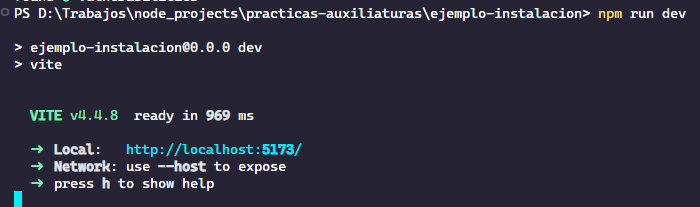 PS D:\Trabajos\node_projects\practicas-auxiliaturas\ejemplo-instalacion> npm run dev
> ejemplo-instalacion@0.0.0 dev
> vite
VITE v4.4.8 ready in 969 ms
➜ Local: http://localhost:5173/
➜ Network: use --host to expose
➜ press h to show help